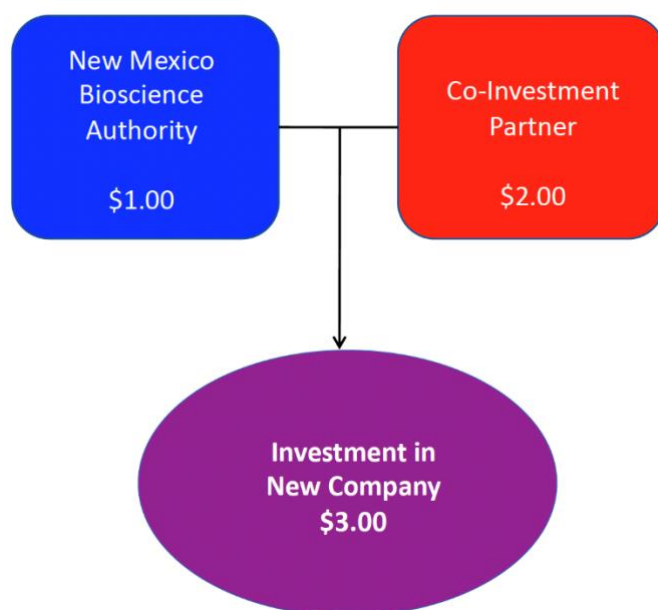 New Mexico
Bioscience
Authority
$1.00
Co-Investment
Partner
$2.00
Investment in
New Company
$3.00